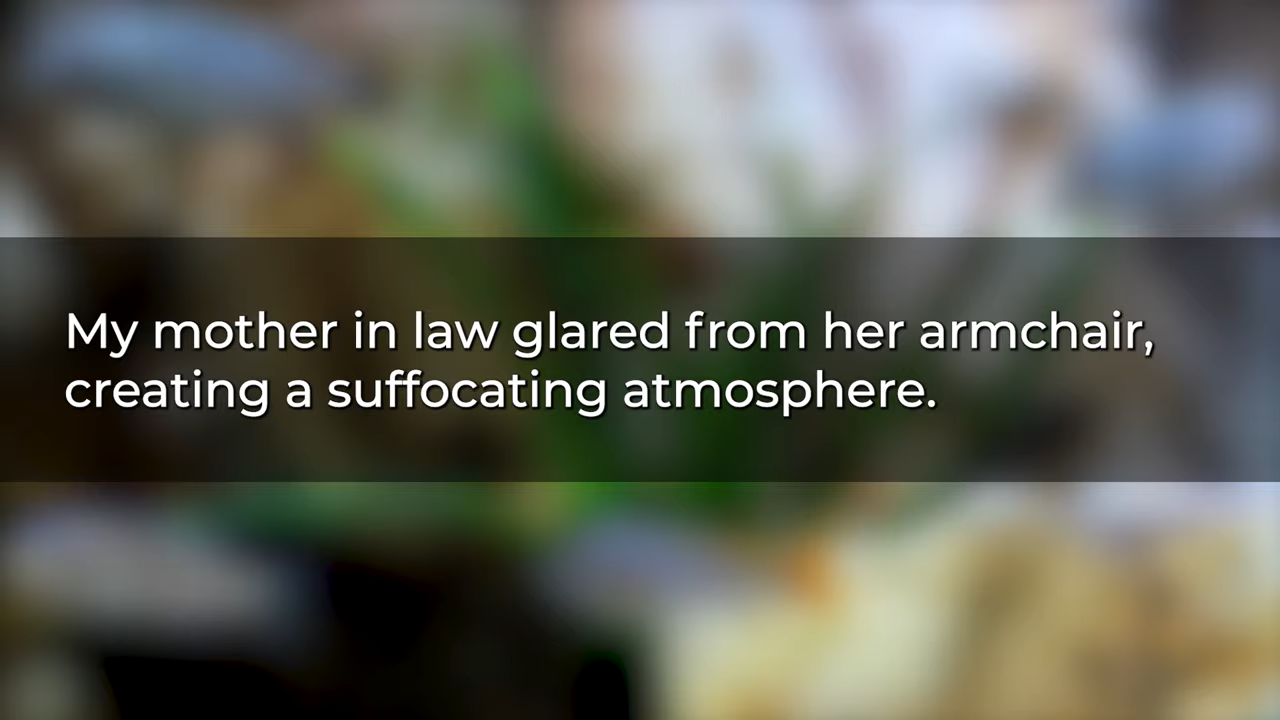 My mother in law glared from her armchair,
creating a suffocating atmosphere.